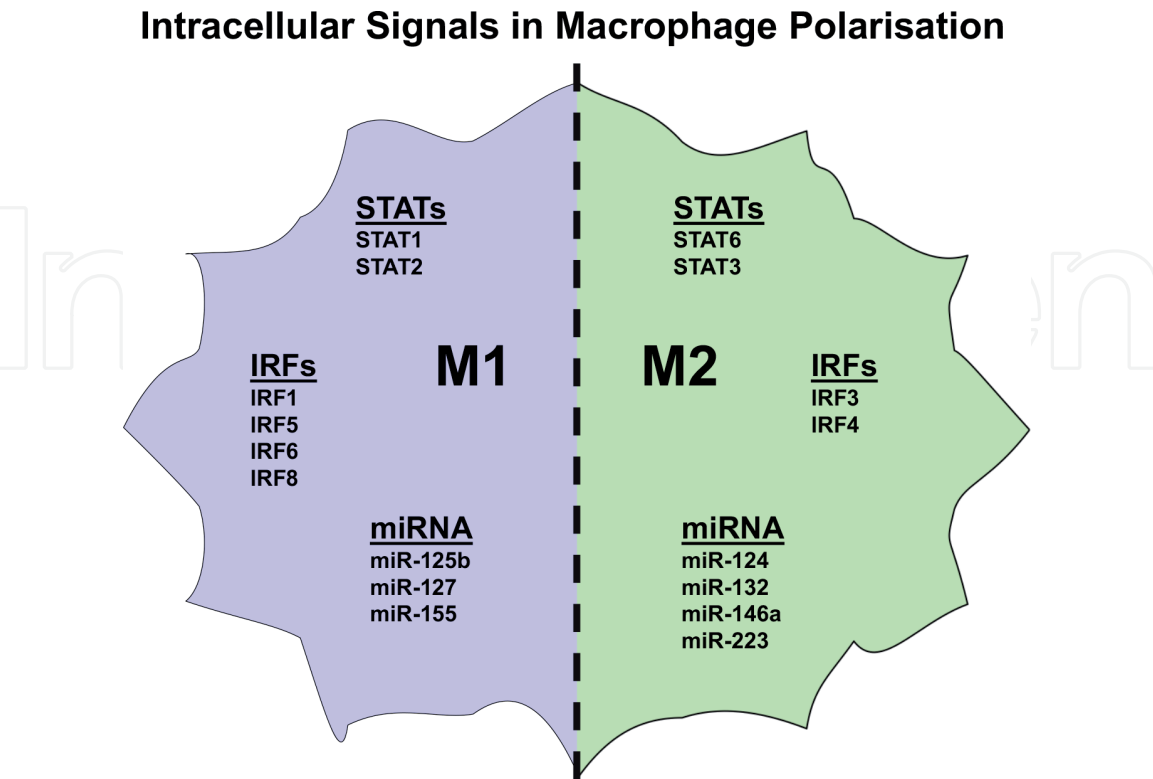 Intracellular Signals in Macrophage Polarisation
STATs
STAT1
STAT2
STATs
STAT6
STAT3
M1
M2
IRFs
IRF1
IRF5
IRF6
IRF8
IRFs
IRF3
IRF4
miRNA
miR-125b
miR-127
miR-155
miRNA
miR-124
miR-132
miR-146a
miR-223